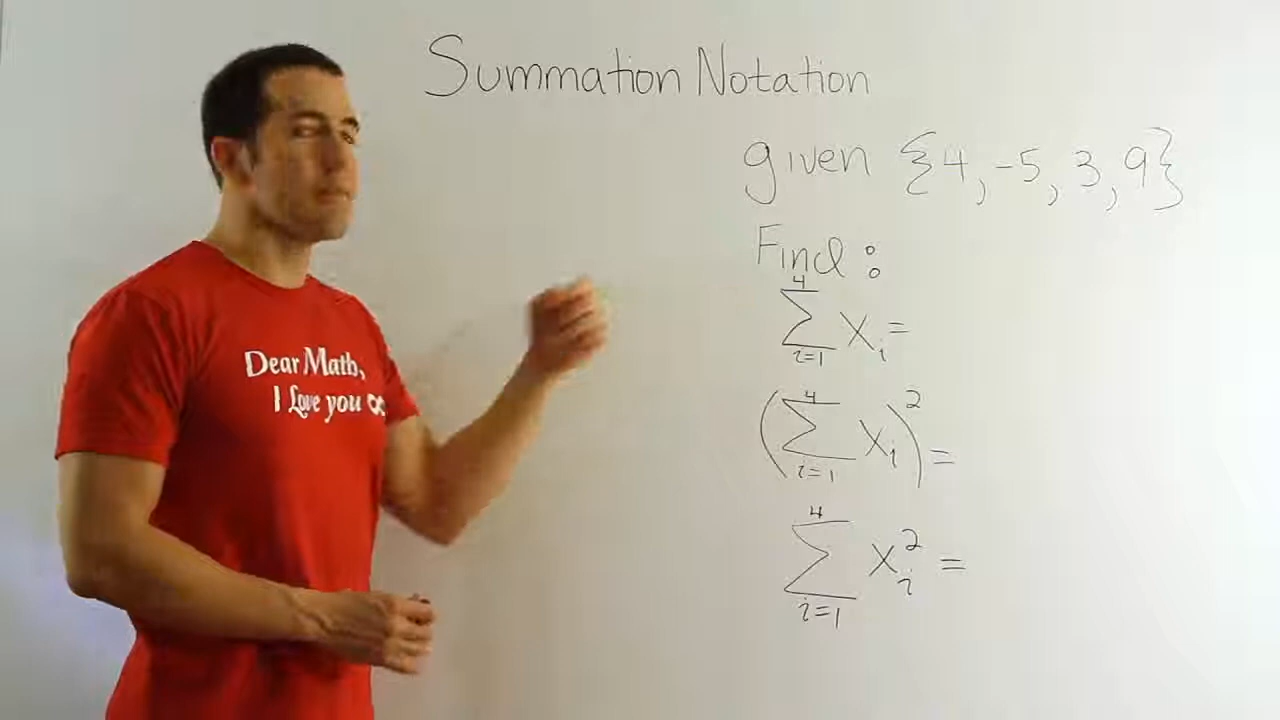 Summation Notation
given {4, -5, 3, 9}
Find:
4
∑ Xᵢ =
i=1
4
(∑ Xᵢ)² =
i=1
4
∑ Xᵢ² =
i=1
Dear Math,
I Love you ∞